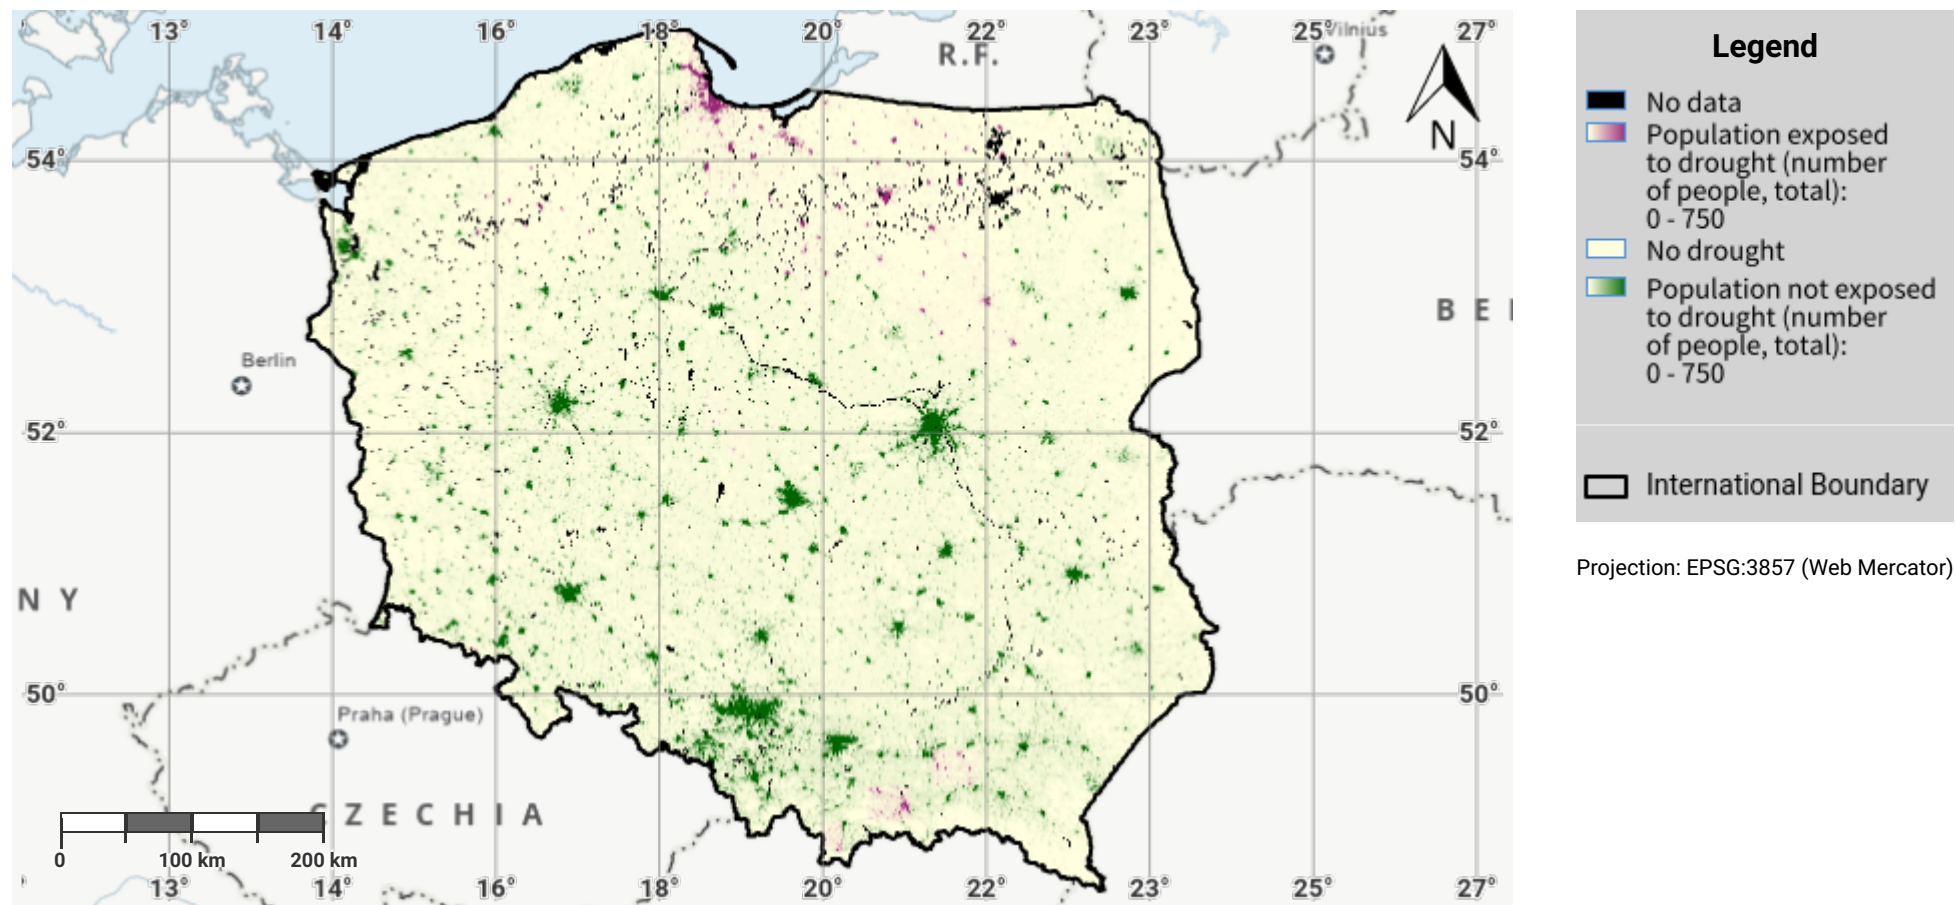 13° 14° 16° 18° 20° 22° 23° 25° 27°
Vilnius
R.F.
N
54° 54°
B E
Berlin
52° 52°
N Y
50° 50°
Praha (Prague)
C Z E C H I A
0 100 km 200 km
13° 14° 16° 18° 20° 22° 23° 25° 27°
Legend
No data
Population exposed
to drought (number
of people, total):
0 - 750
No drought
Population not exposed
to drought (number
of people, total):
0 - 750
International Boundary
Projection: EPSG:3857 (Web Mercator)